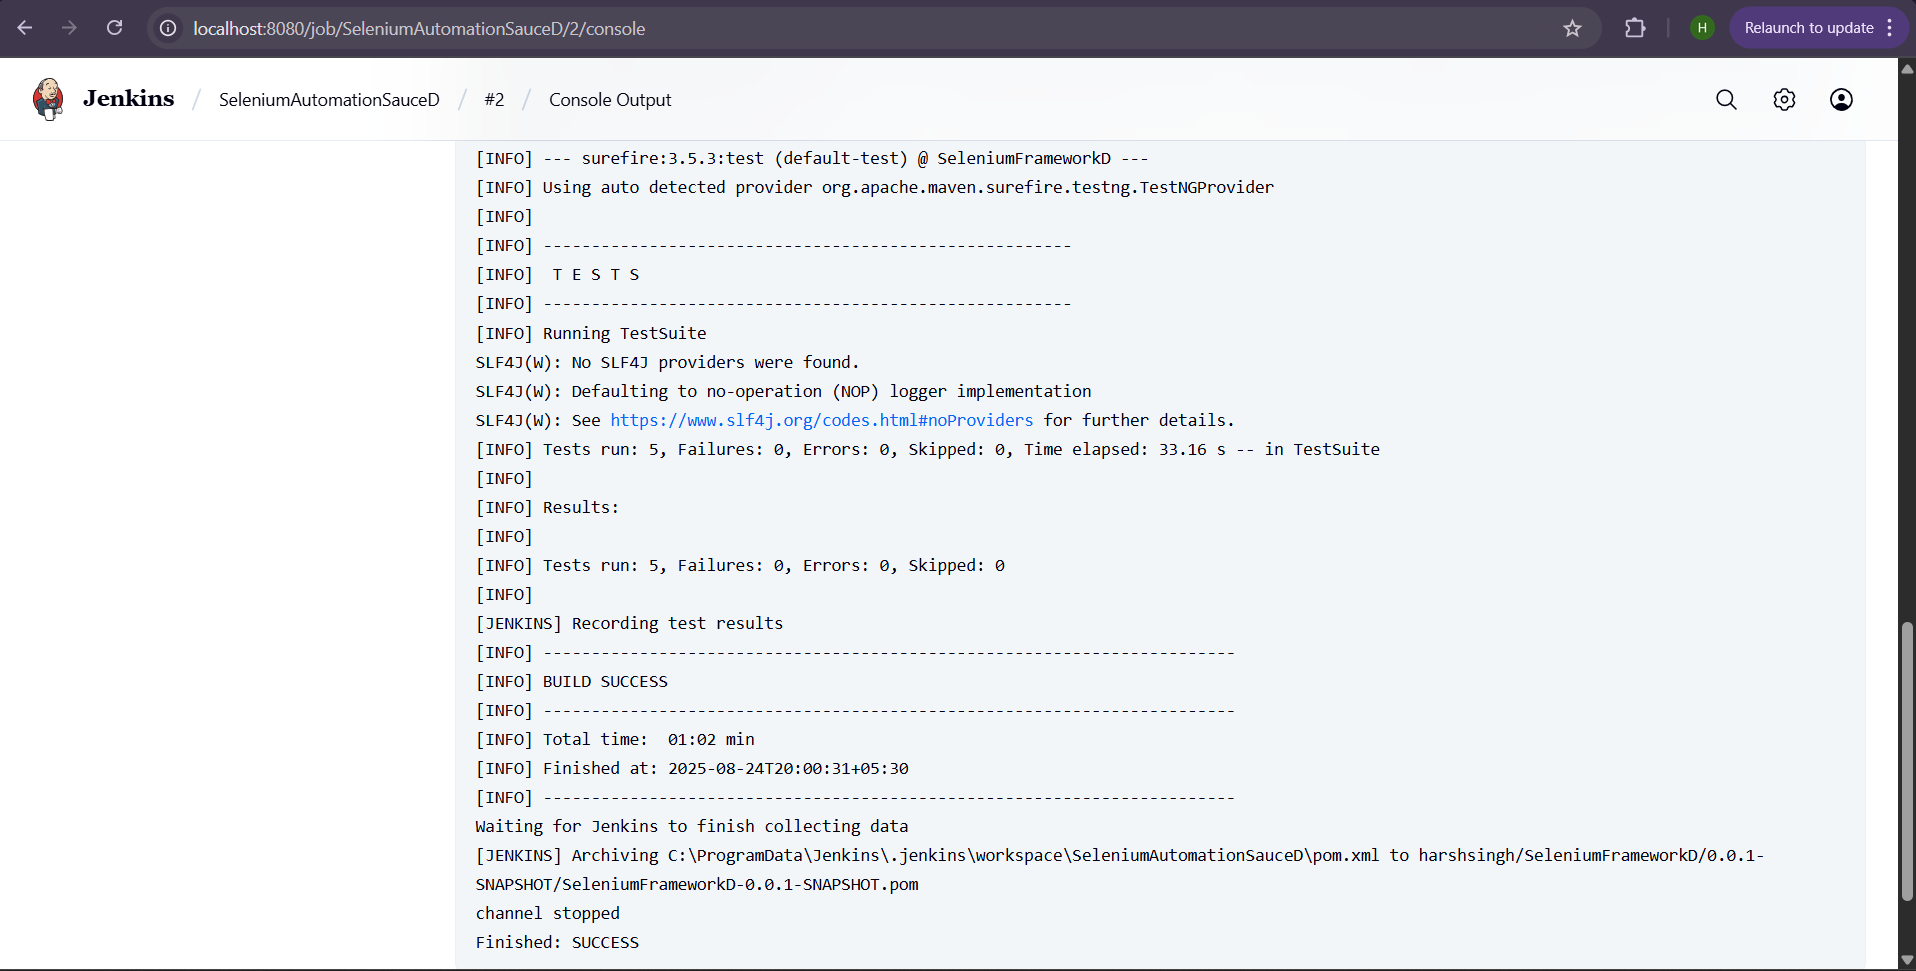 localhost:8080/job/SeleniumAutomationSauceD/2/console
H
Relaunch to update
Jenkins / SeleniumAutomationSauceD / #2 / Console Output
[INFO] --- surefire:3.5.3:test (default-test) @ SeleniumFrameworkD ---
[INFO] Using auto detected provider org.apache.maven.surefire.testng.TestNGProvider
[INFO]
[INFO] -------------------------------------------------------
[INFO]  T E S T S
[INFO] -------------------------------------------------------
[INFO] Running TestSuite
SLF4J(W): No SLF4J providers were found.
SLF4J(W): Defaulting to no-operation (NOP) logger implementation
SLF4J(W): See https://www.slf4j.org/codes.html#noProviders for further details.
[INFO] Tests run: 5, Failures: 0, Errors: 0, Skipped: 0, Time elapsed: 33.16 s -- in TestSuite
[INFO]
[INFO] Results:
[INFO]
[INFO] Tests run: 5, Failures: 0, Errors: 0, Skipped: 0
[INFO]
[JENKINS] Recording test results
[INFO] ------------------------------------------------------------------------
[INFO] BUILD SUCCESS
[INFO] ------------------------------------------------------------------------
[INFO] Total time:  01:02 min
[INFO] Finished at: 2025-08-24T20:00:31+05:30
[INFO] ------------------------------------------------------------------------
Waiting for Jenkins to finish collecting data
[JENKINS] Archiving C:\ProgramData\Jenkins\.jenkins\workspace\SeleniumAutomationSauceD\pom.xml to harshsingh/SeleniumFrameworkD/0.0.1-
SNAPSHOT/SeleniumFrameworkD-0.0.1-SNAPSHOT.pom
channel stopped
Finished: SUCCESS